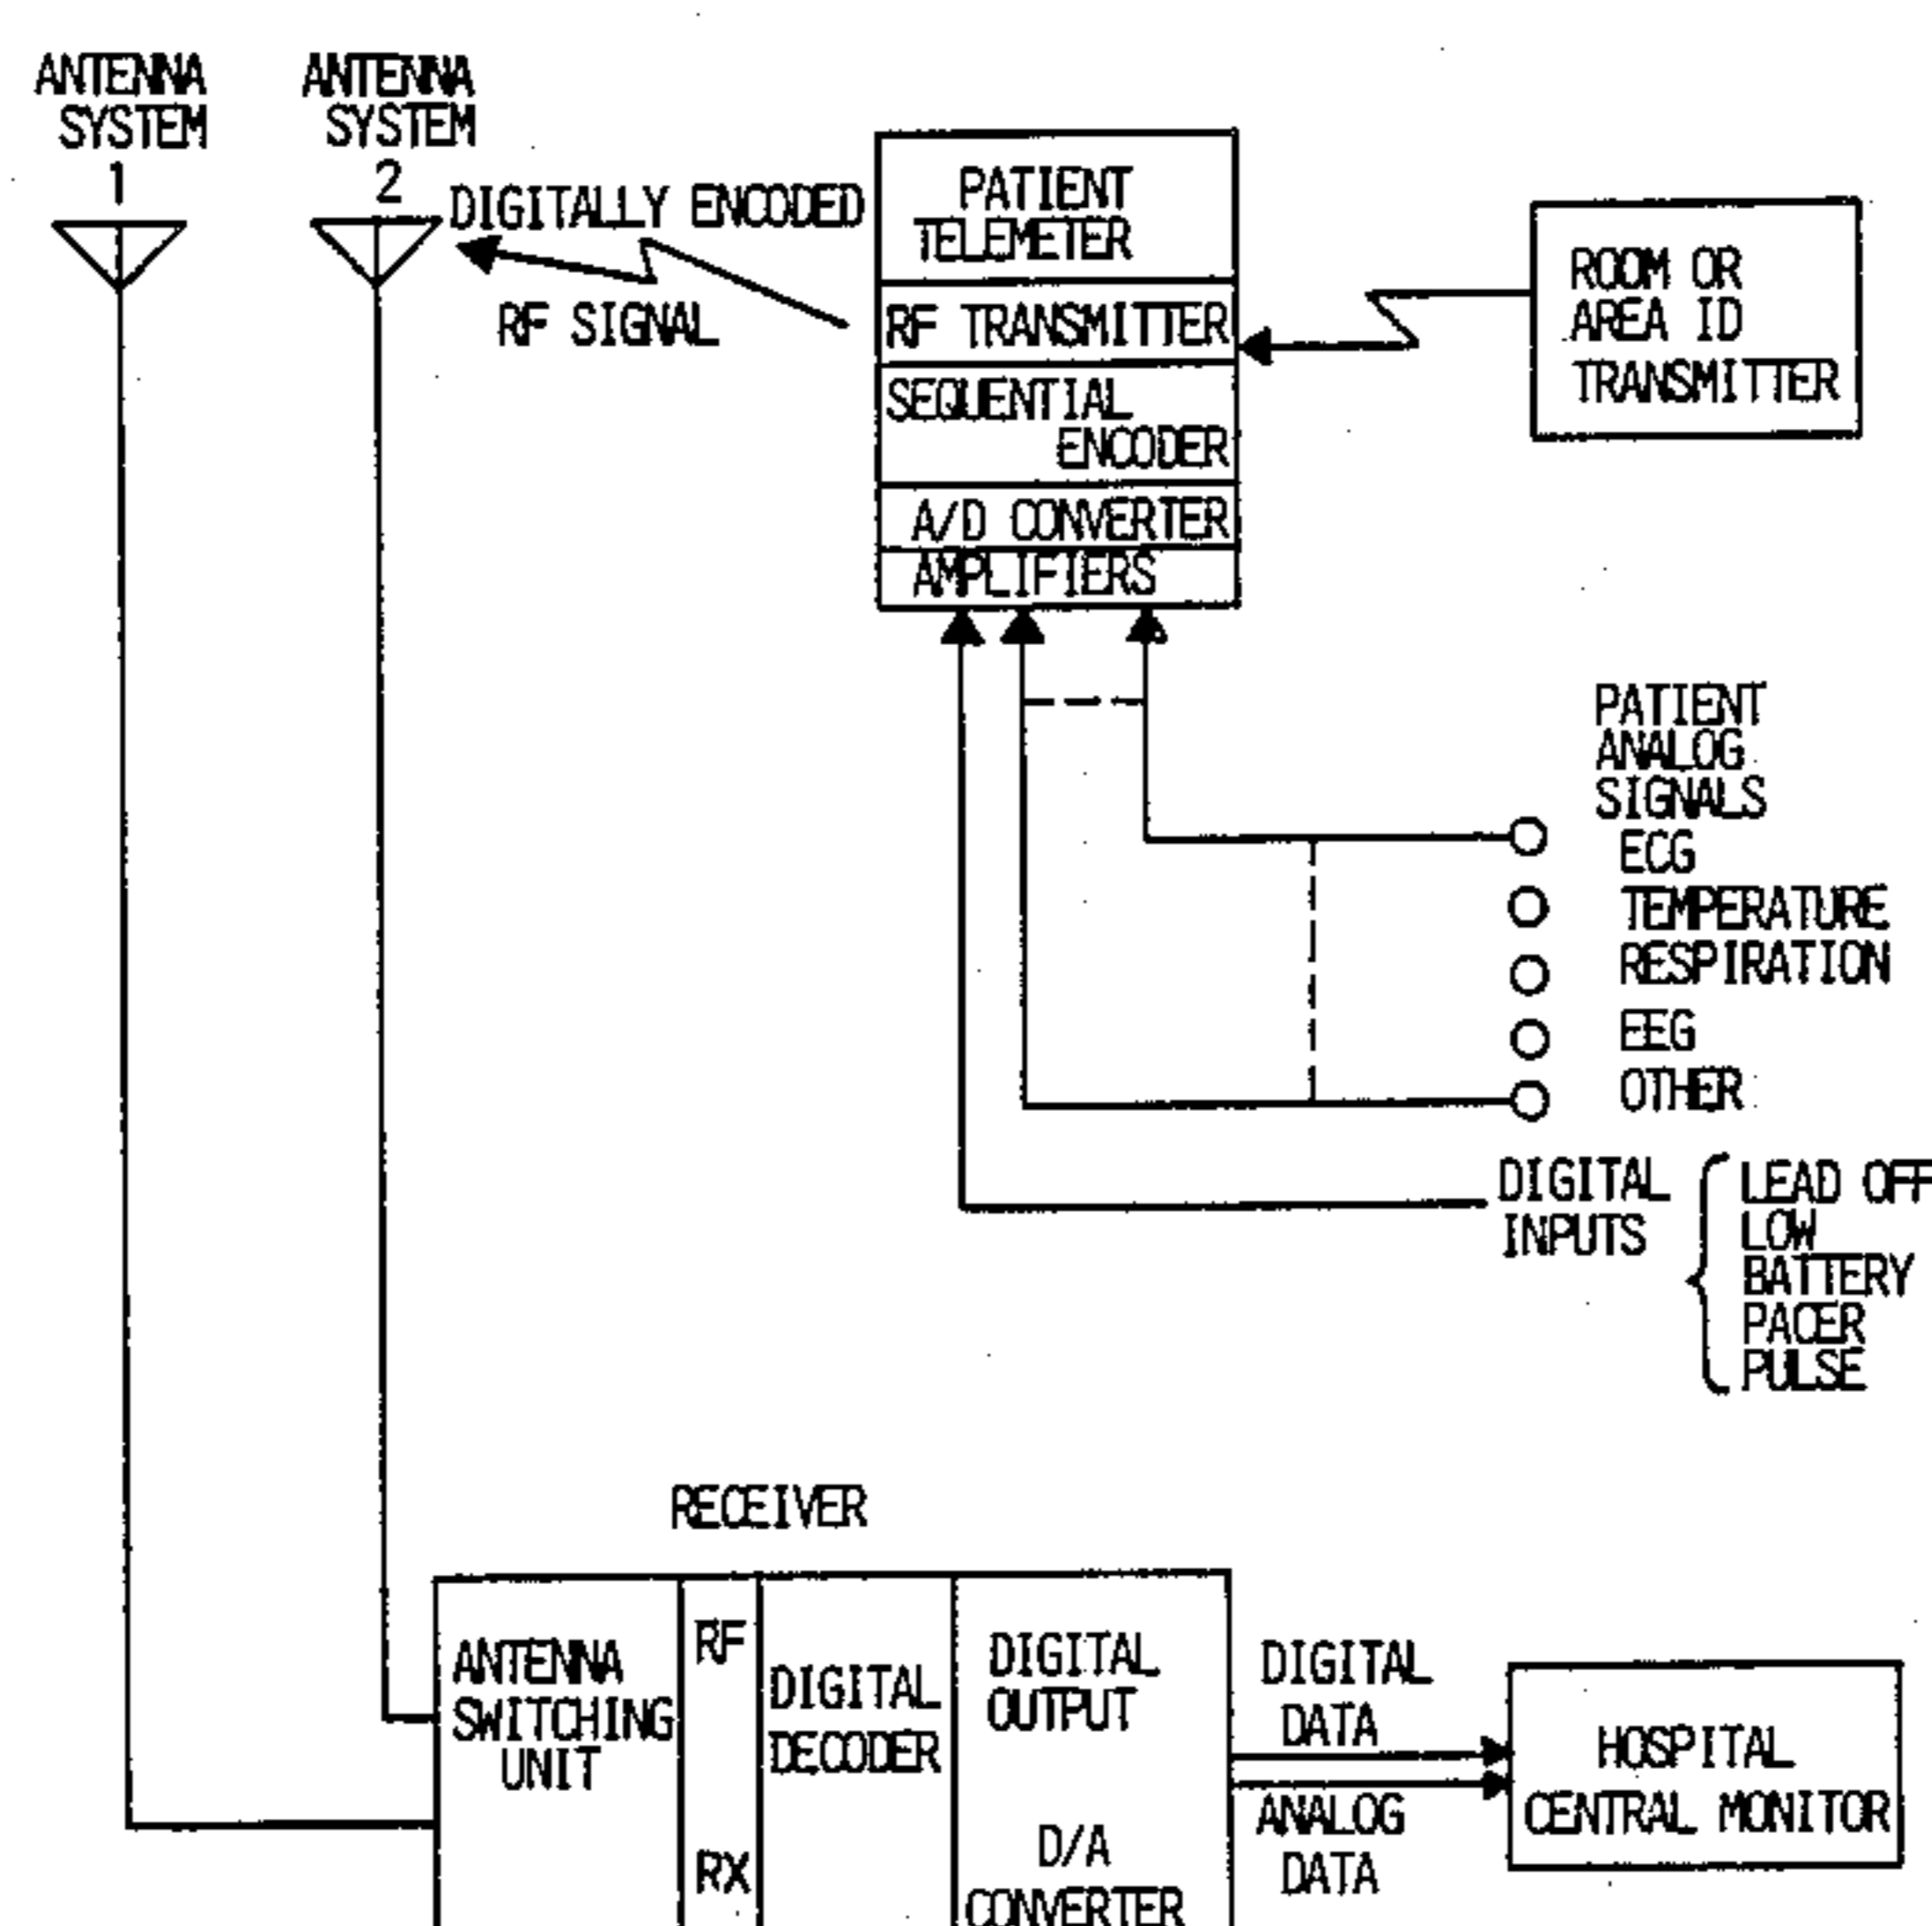 ANTENNA
SYSTEM
1
ANTENNA
SYSTEM
2
DIGITALLY ENCODED
RF SIGNAL
PATIENT
TELEMETER
RF TRANSMITTER
SEQUENTIAL
ENCODER
A/D CONVERTER
AMPLIFIERS
ROOM OR
AREA ID
TRANSMITTER
PATIENT
ANALOG
SIGNALS
ECG
TEMPERATURE
RESPIRATION
EEG
OTHER
DIGITAL
INPUTS
LEAD OFF
LOW
BATTERY
PACER
PULSE
RECEIVER
ANTENNA
SWITCHING
UNIT
RF
RX
DIGITAL
DECODER
DIGITAL
OUTPUT
D/A
CONVERTER
DIGITAL
DATA
ANALOG
DATA
HOSPITAL
CENTRAL MONITOR